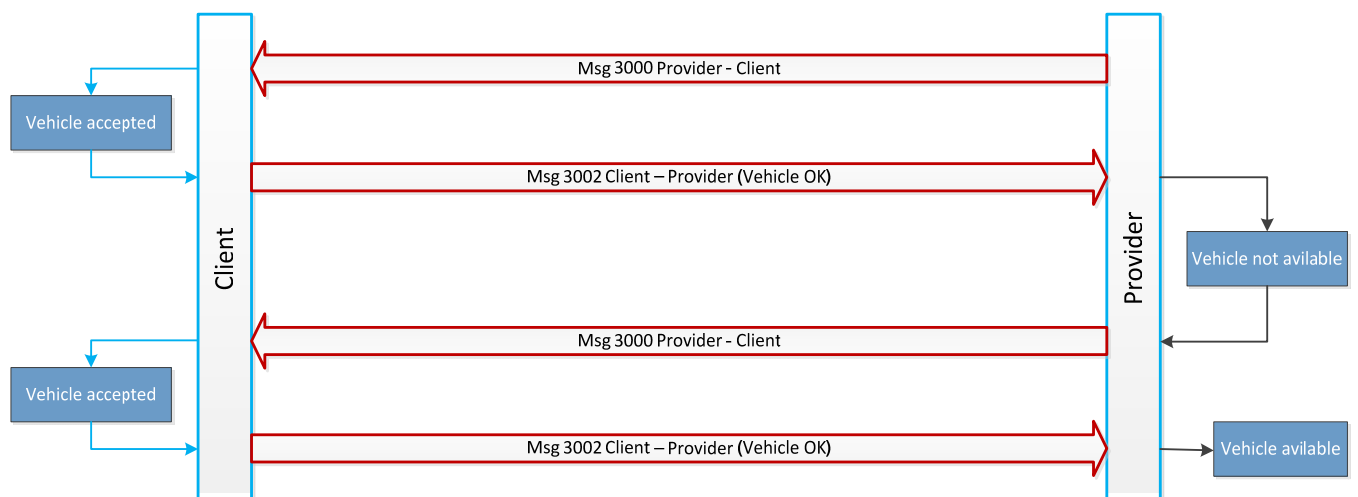 Msg 3000 Provider - Client
Vehicle accepted
Msg 3002 Client – Provider (Vehicle OK)
Client
Provider
Vehicle not avilable
Msg 3000 Provider - Client
Vehicle accepted
Msg 3002 Client – Provider (Vehicle OK)
Vehicle avilable